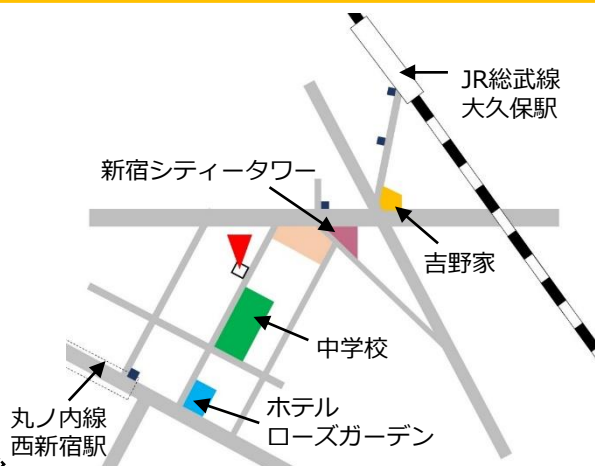 JR総武線
大久保駅
新宿シティータワー
吉野家
中学校
ホテル
ローズガーデン
丸ノ内線
西新宿駅